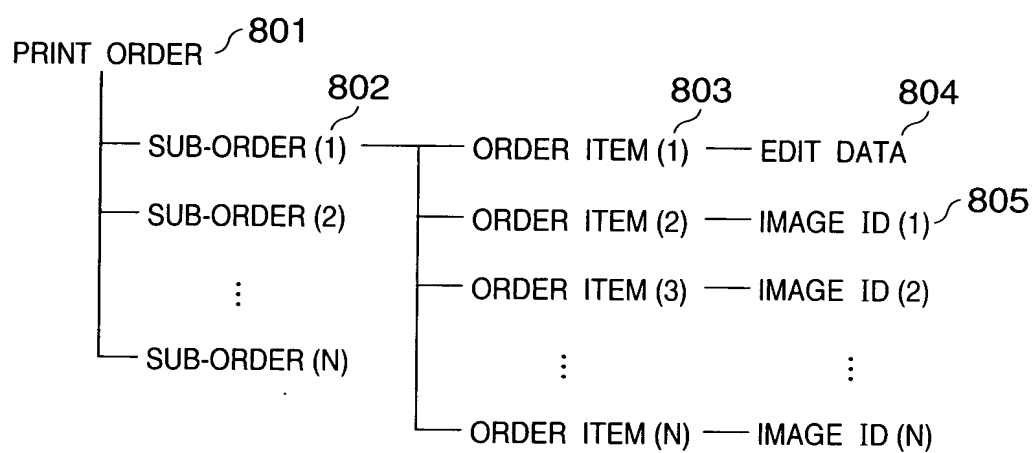 PRINT ORDER 801
802 803 804
SUB-ORDER (1) ORDER ITEM (1) EDIT DATA
SUB-ORDER (2) ORDER ITEM (2) IMAGE ID (1) 805
⋮ ORDER ITEM (3) IMAGE ID (2)
SUB-ORDER (N) ⋮ ⋮
ORDER ITEM (N) IMAGE ID (N)